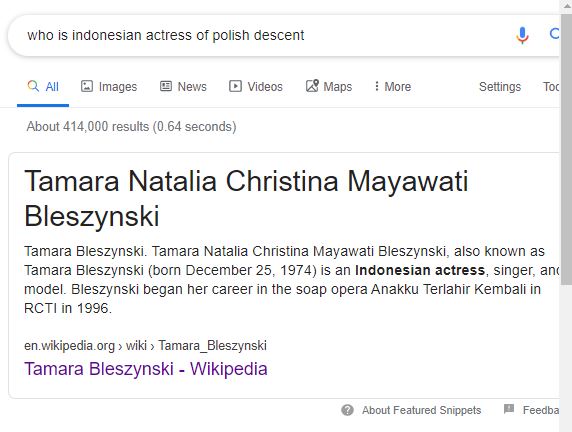 who is indonesian actress of polish descent
All Images News Videos Maps More Settings
About 414,000 results (0.64 seconds)
Tamara Natalia Christina Mayawati
Bleszynski
Tamara Bleszynski. Tamara Natalia Christina Mayawati Bleszynski, also known as
Tamara Bleszynski (born December 25, 1974) is an Indonesian actress, singer, and
model. Bleszynski began her career in the soap opera Anakku Terlahir Kembali in
RCTI in 1996.
en.wikipedia.org › wiki › Tamara_Bleszynski
Tamara Bleszynski - Wikipedia
About Featured Snippets Feedba